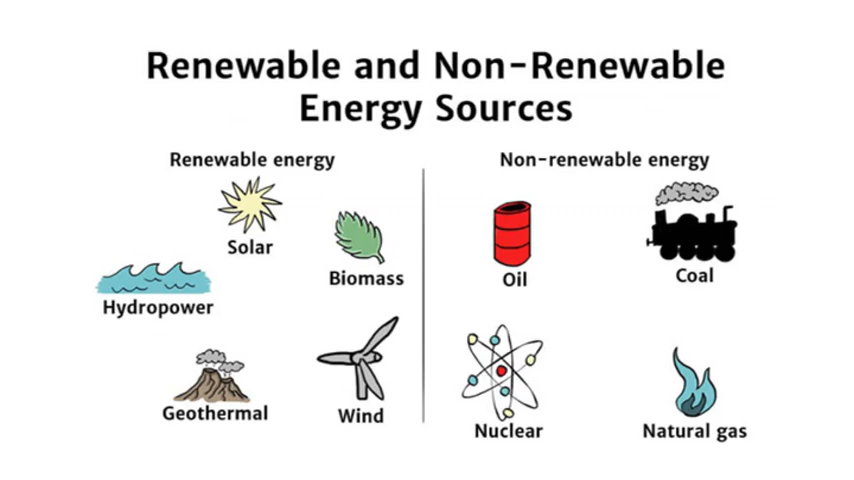 Renewable and Non-Renewable
Energy Sources
Renewable energy
Solar
Biomass
Hydropower
Geothermal
Wind
Non-renewable energy
Oil
Coal
Nuclear
Natural gas